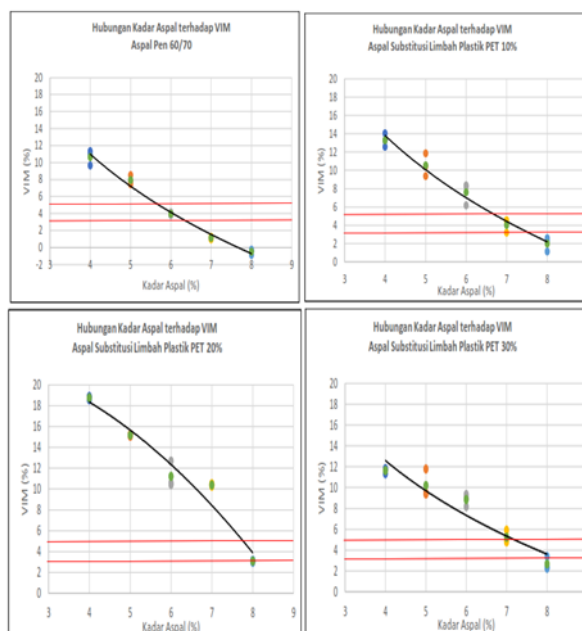 Hubungan Kadar Aspal terhadap VIM
Aspal Pen 60/70
20
18
16
14
12
10
8
6
4
2
0
-2
VIM (%)
3 4 5 6 7 8 9
Kadar Aspal (%)
Hubungan Kadar Aspal terhadap VIM
Aspal Substitusi Limbah Plastik PET 10%
20
18
16
14
12
10
8
6
4
2
0
VIM (%)
3 4 5 6 7 8
Kadar Aspal (%)
Hubungan Kadar Aspal terhadap VIM
Aspal Substitusi Limbah Plastik PET 20%
20
18
16
14
12
10
8
6
4
2
0
VIM (%)
3 4 5 6 7 8 9
Kadar Aspal (%)
Hubungan Kadar Aspal terhadap VIM
Aspal Substitusi Limbah Plastik PET 30%
20
18
16
14
12
10
8
6
4
2
0
VIM (%)
3 4 5 6 7 8
Kadar Aspal (%)